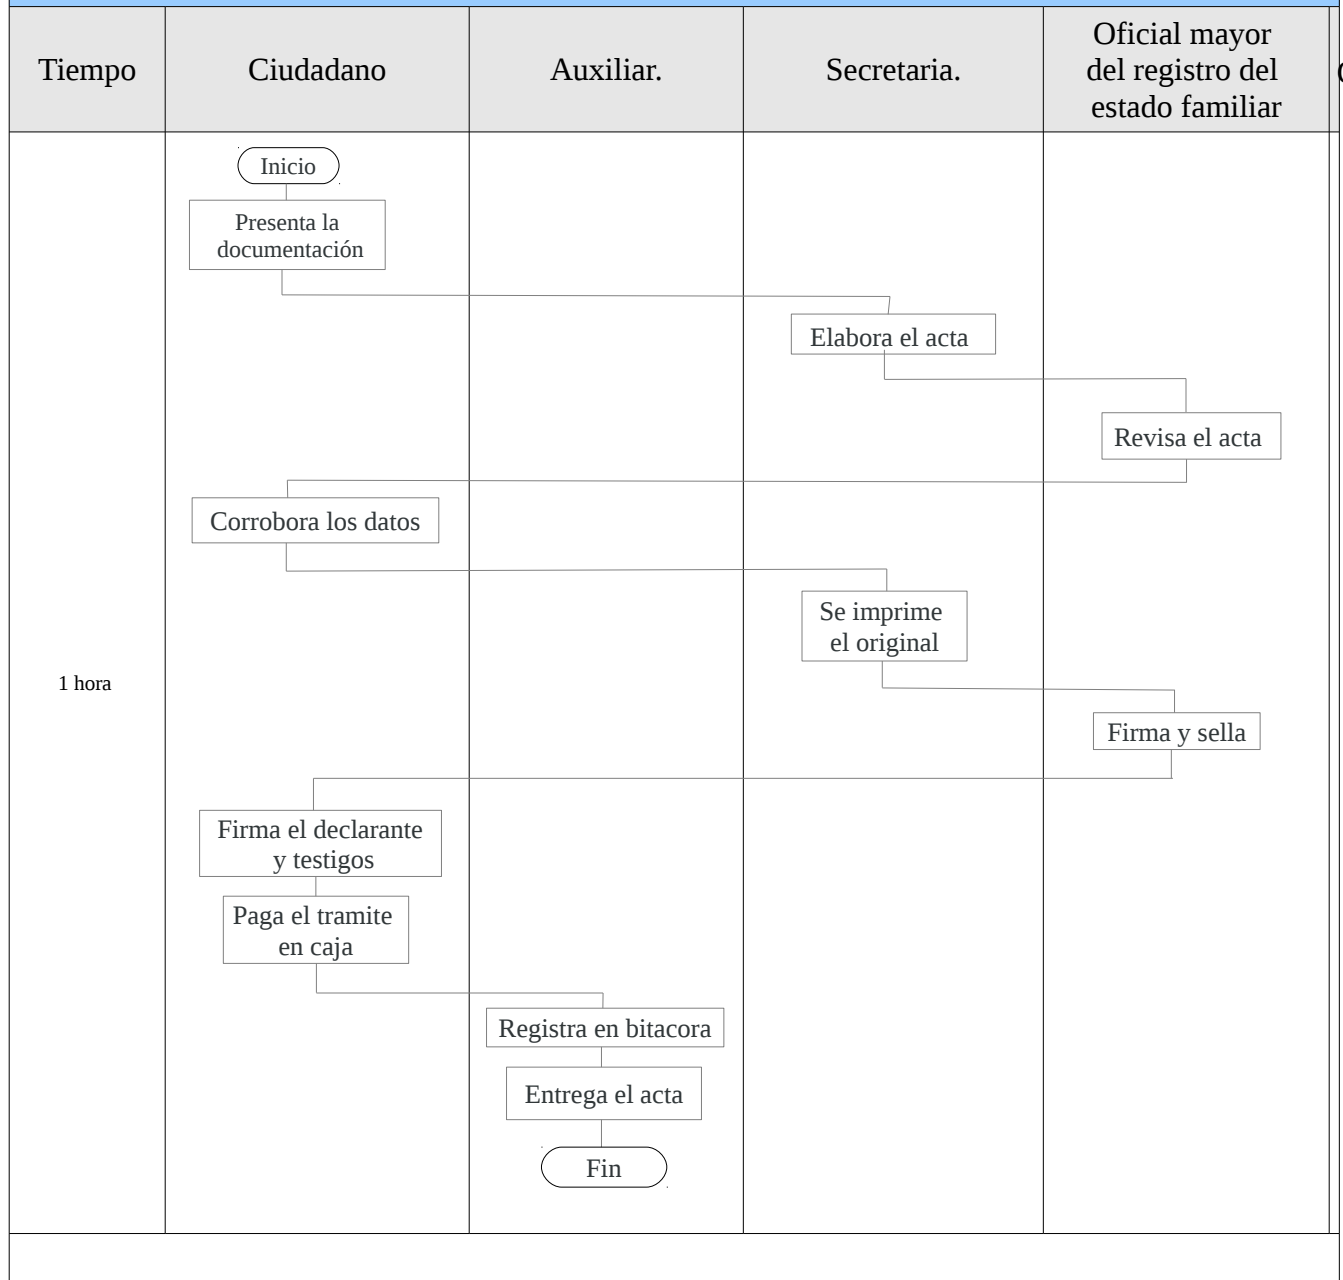 Tiempo
Ciudadano
Auxiliar.
Secretaria.
Oficial mayor
del registro del
estado familiar
Inicio
Presenta la
documentación
Elabora el acta
Revisa el acta
Corrobora los datos
Se imprime
el original
1 hora
Firma y sella
Firma el declarante
y testigos
Paga el tramite
en caja
Registra en bitacora
Entrega el acta
Fin